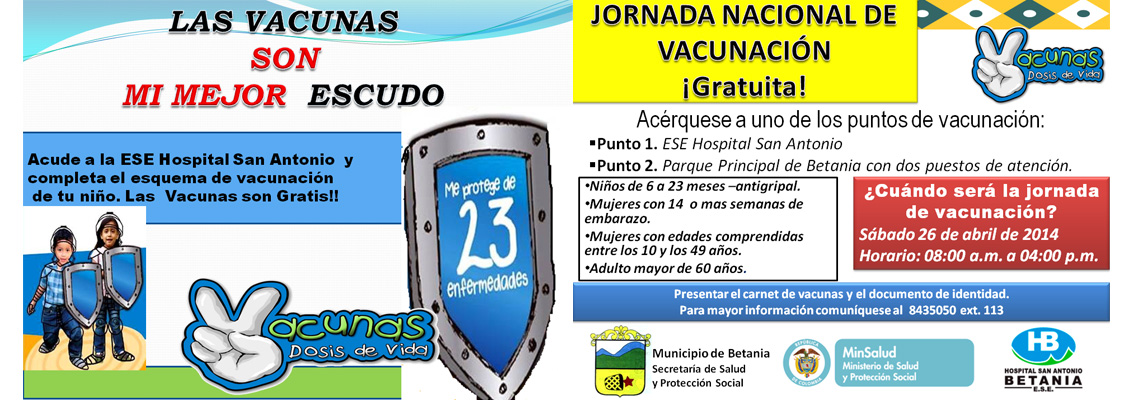 LAS VACUNAS
SON
MI MEJOR ESCUDO
Acude a la ESE Hospital San Antonio y
completa el esquema de vacunación
de tu niño. Las Vacunas son Gratis!!
Me protege de
23
enfermedades
Vacunas
Dosis de Vida
JORNADA NACIONAL DE
VACUNACIÓN
¡Gratuita!
Vacunas
Dosis de Vida
Acérquese a uno de los puntos de vacunación:
▪Punto 1. ESE Hospital San Antonio
▪Punto 2. Parque Principal de Betania con dos puestos de atención.
•Niños de 6 a 23 meses –antigripal.
•Mujeres con 14 o mas semanas de
embarazo.
•Mujeres con edades comprendidas
entre los 10 y los 49 años.
•Adulto mayor de 60 años.
¿Cuándo será la jornada
de vacunación?
Sábado 26 de abril de 2014
Horario: 08:00 a.m. a 04:00 p.m.
Presentar el carnet de vacunas y el documento de identidad.
Para mayor información comuníquese al 8435050 ext. 113
Municipio de Betania
Secretaría de Salud
y Protección Social
REPUBLICA
DE COLOMBIA
MinSalud
Ministerio de Salud
y Protección Social
HB
HOSPITAL SAN ANTONIO
BETANIA
E.S.E.